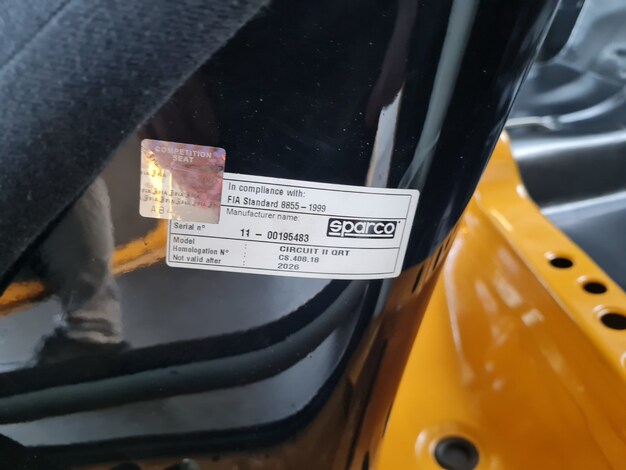 COMPETITION
SEAT
In compliance with:
FIA Standard 8855 – 1999
Manufacturer name:
sparco
Serial n° 11 - 00195483
Model : CIRCUIT II QRT
Homologation N° : CS.408.18
Not valid after : 2026